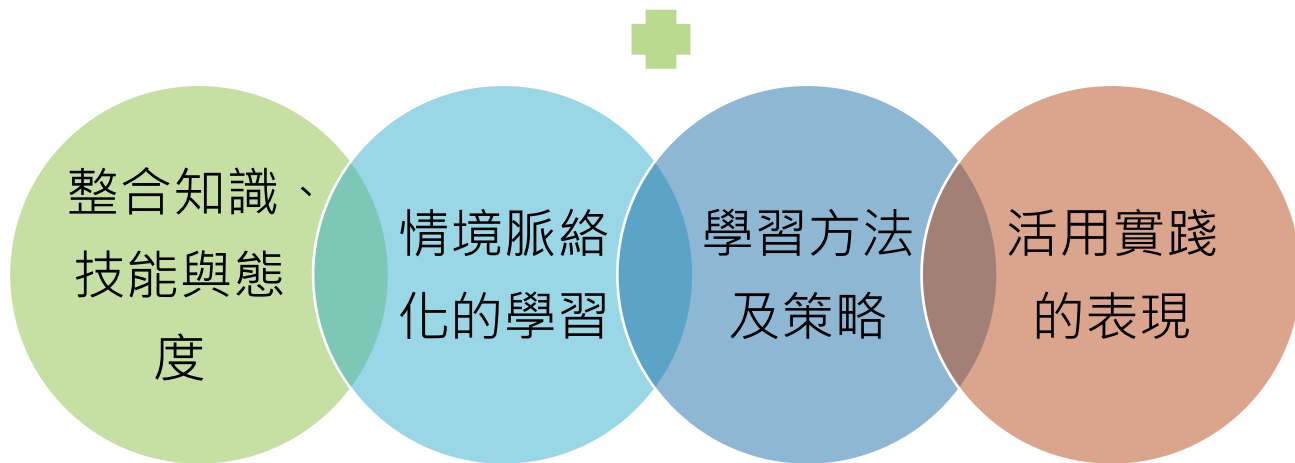 整合知識、
技能與態
度
情境脈絡
化的學習
學習方法
及策略
活用實踐
的表現